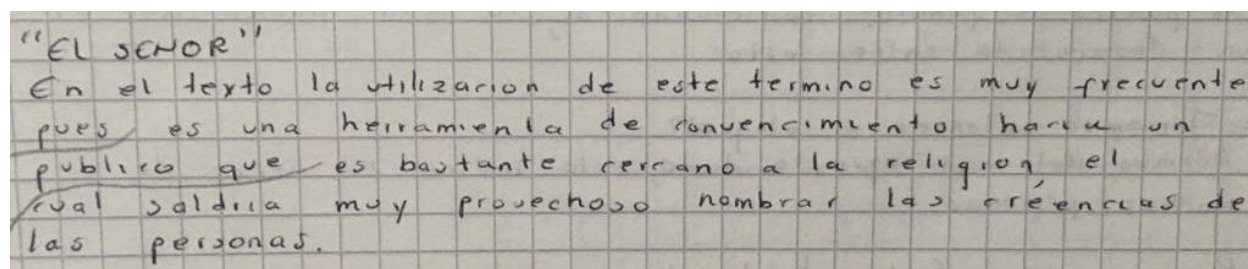 "EL SENOR"
En el texto la utilizacion de este termino es muy frecuente
pues es una herramienta de convencimiento hacia un
publico que es bastante cercano a la religion el
cual saldria muy provechoso nombrar las créencias de
las personas.